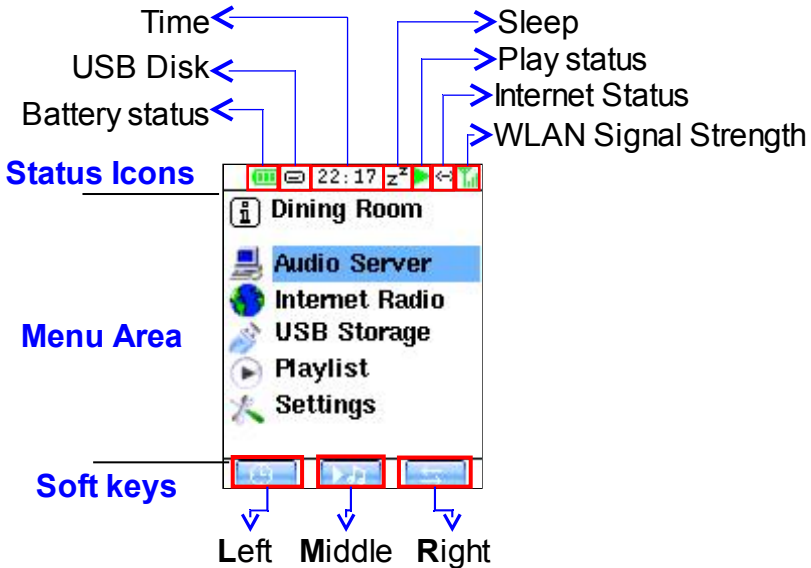 Time
Sleep
USB Disk
Play status
Battery status
Internet Status
WLAN Signal Strength
Status Icons
22:17 zz
Dining Room
Audio Server
Internet Radio
Menu Area
USB Storage
Playlist
Settings
Soft keys
Left Middle Right